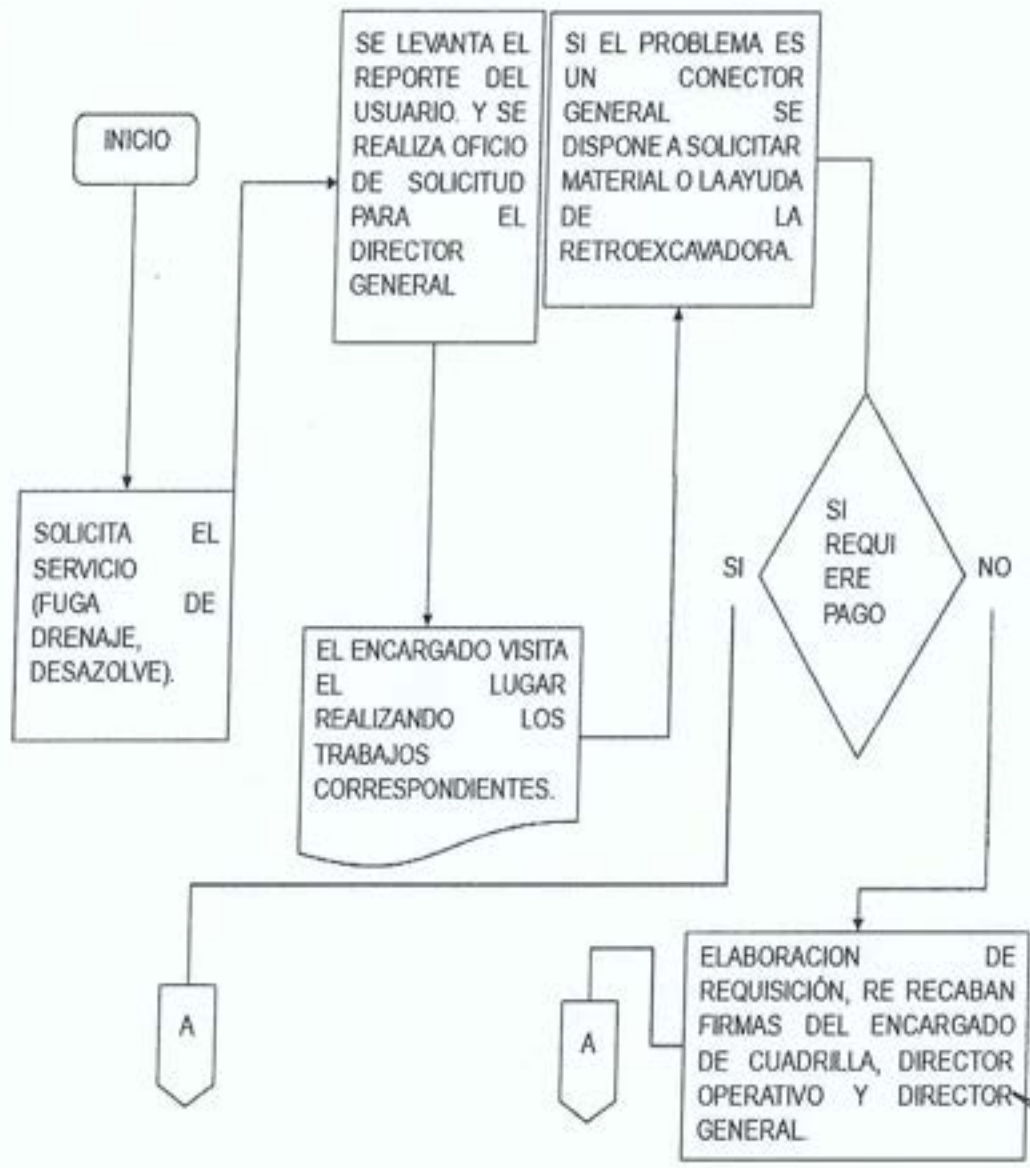 INICIO
SOLICITA EL
SERVICIO
(FUGA DE
DRENAJE,
DESAZOLVE).
SE LEVANTA EL
REPORTE DEL
USUARIO. Y SE
REALIZA OFICIO
DE SOLICITUD
PARA EL
DIRECTOR
GENERAL
EL ENCARGADO VISITA
EL LUGAR
REALIZANDO LOS
TRABAJOS
CORRESPONDIENTES.
SI EL PROBLEMA ES
UN CONECTOR
GENERAL SE
DISPONE A SOLICITAR
MATERIAL O LA AYUDA
DE LA
RETROEXCAVADORA.
SI
REQUI
ERE
PAGO
SI
NO
A
ELABORACION DE
REQUISICIÓN, RE RECABAN
FIRMAS DEL ENCARGADO
DE CUADRILLA, DIRECTOR
OPERATIVO Y DIRECTOR
GENERAL.
A